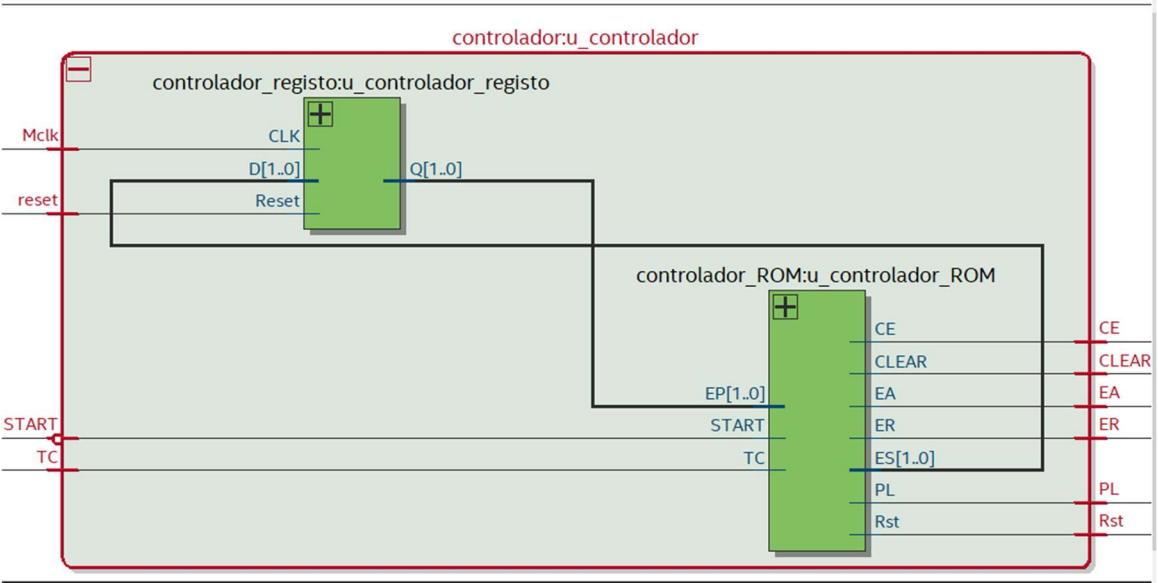 controlador:u_controlador
controlador_registo:u_controlador_registo
Mclk
CLK
D[1..0]
Q[1..0]
reset
Reset
controlador_ROM:u_controlador_ROM
CE
CE
CLEAR
CLEAR
EP[1..0]
EA
EA
START
START
ER
ER
TC
TC
ES[1..0]
PL
PL
Rst
Rst